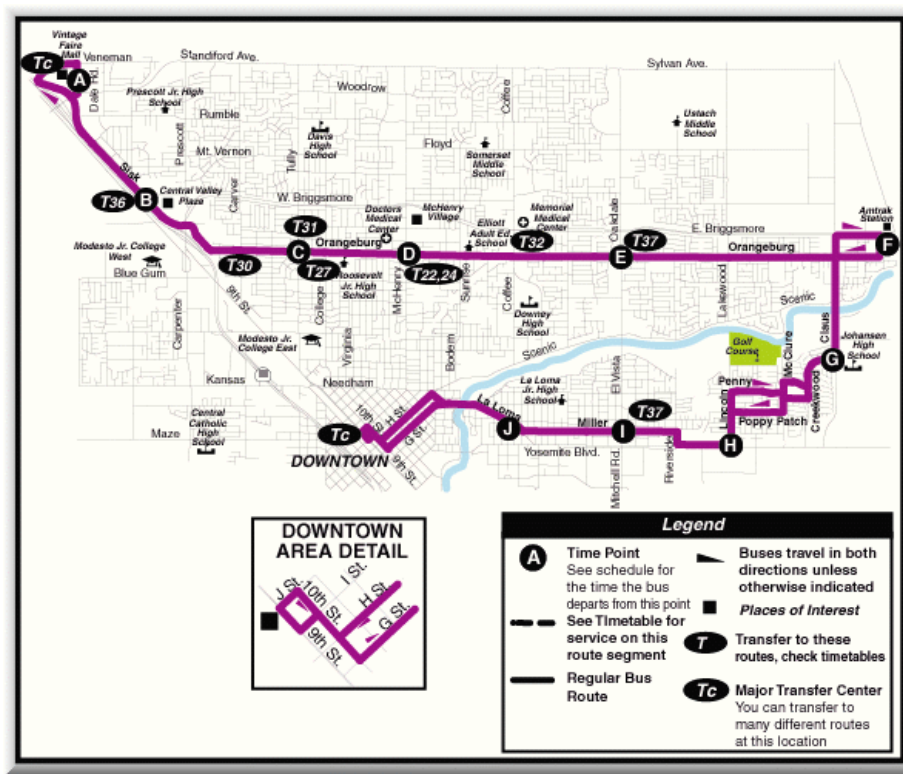 Vintage
Faire
Mall
Tc
A
Veneman
Dale Rd.
Standiford Ave.
Sylvan Ave.
Prescott Jr. High
School
Woodrow
Coffee
Rumble
Ustach
Middle
School
Prescott
Mt. Vernon
Tully
Davis
High
School
Floyd
Somerset
Middle
School
Sisk
Carver
W. Briggsmore
T36
B
Central Valley
Plaza
Doctors
Medical
Center
McHenry
Village
Elliott
Adult Ed.
School
Memorial
Medical
Center
Oakdale
Amtrak
Station
T31
T32
T37
E. Briggsmore
Modesto Jr. College
West
Orangeburg
Orangeburg
F
T30
C
D
E
T27
T22,24
Blue Gum
Roosevelt
Jr. High
School
McHenry
Sunrise
Coffee
Lakewood
9th St.
College
Carpenter
Virginia
Downey
High
School
Scenic
Modesto Jr.
College East
Bodem
Scenic
Golf
Course
McClure
Claus
Johansen
High
School
G
Kansas
Needham
La Loma
Jr. High
School
El Vista
Penny
Lincoln
Creekwood
10th St.
H St.
G St.
La Loma
T37
Poppy Patch
Maze
Central
Catholic
High
School
Tc
J
Miller
I
H
DOWNTOWN
9th St.
Yosemite Blvd.
Mitchell Rd.
Riverside
DOWNTOWN
AREA DETAIL
J St.
10th St.
I St.
H St.
G St.
9th St.
Legend
A
Time Point
See schedule for
the time the bus
departs from this point
See TImetable for
service on this
route segment
Regular Bus
Route
Buses travel in both
directions unless
otherwise indicated
Places of Interest
T
Transfer to these
routes, check timetables
Tc
Major Transfer Center
You can transfer to
many different routes
at this location